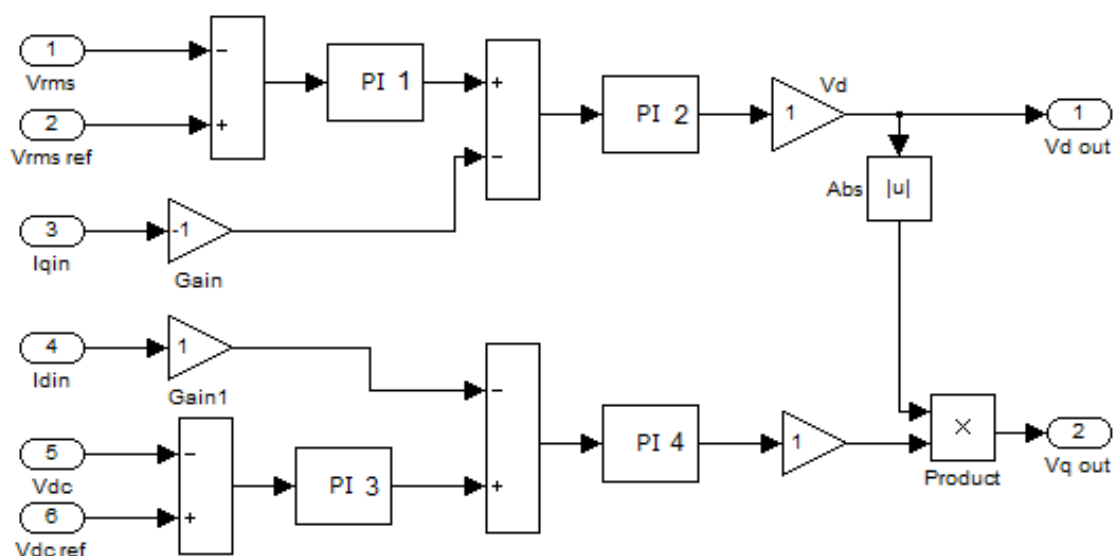 1
Vrms
2
Vrms ref
3
Iqin
4
Idin
5
Vdc
6
Vdc ref
−
+
PI 1
-1
Gain
1
Gain1
−
+
PI 3
+
−
PI 2
1
Vd
−
+
PI 4
1
Abs
|u|
×
Product
1
Vd out
2
Vq out